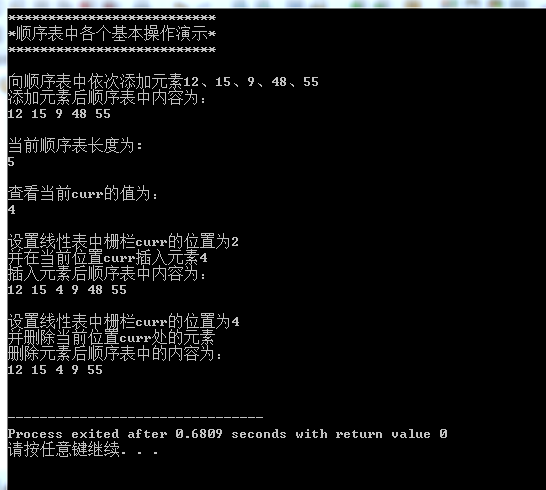 **************************
*顺序表中各个基本操作演示*
**************************
向顺序表中依次添加元素12、15、9、48、55
添加元素后顺序表中内容为：
12 15 9 48 55
当前顺序表长度为：
5
查看当前curr的值为：
4
设置线性表中栅栏curr的位置为2
并在当前位置curr插入元素4
插入元素后顺序表中内容为：
12 15 4 9 48 55
设置线性表中栅栏curr的位置为4
并删除当前位置curr处的元素
删除元素后顺序表中的内容为：
12 15 4 9 55
--------------------------------
Process exited after 0.6809 seconds with return value 0
请按任意键继续. . .